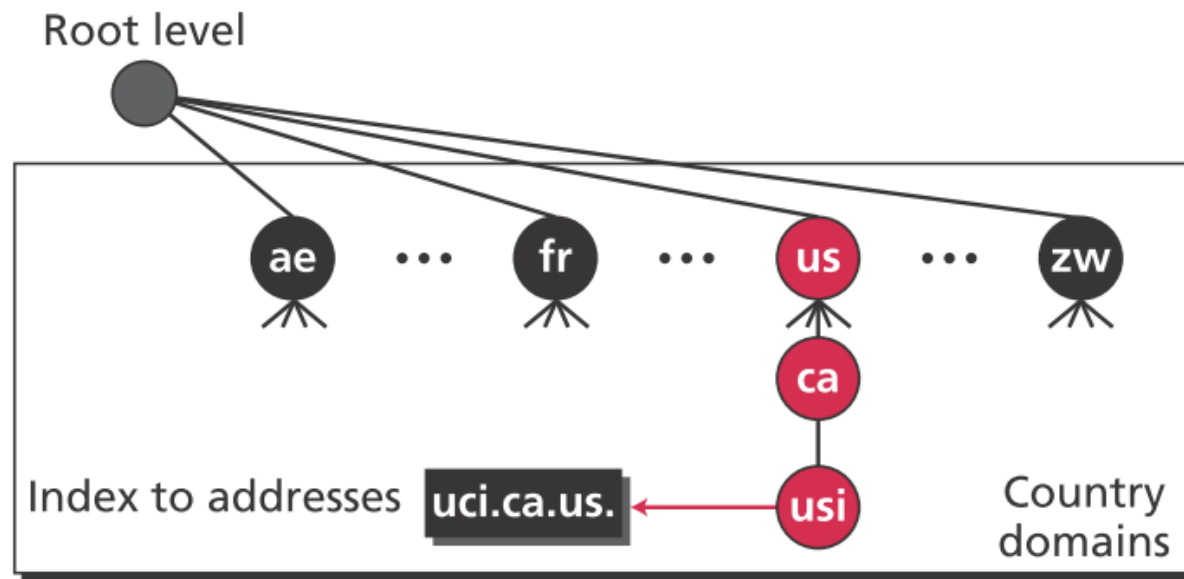 Root level
ae ... fr ... us ... zw
ca
Index to addresses uci.ca.us. usi Country
domains